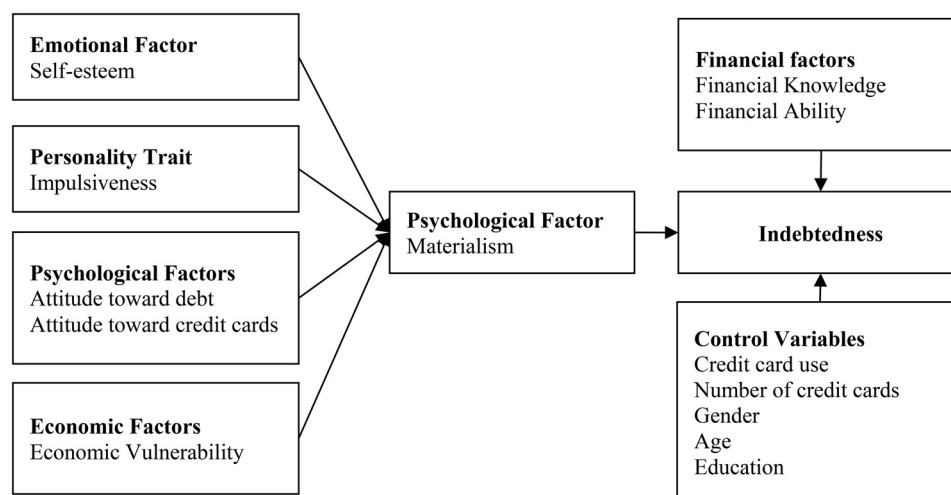 Emotional Factor
Self-esteem
Personality Trait
Impulsiveness
Psychological Factors
Attitude toward debt
Attitude toward credit cards
Economic Factors
Economic Vulnerability
Psychological Factor
Materialism
Financial factors
Financial Knowledge
Financial Ability
Indebtedness
Control Variables
Credit card use
Number of credit cards
Gender
Age
Education